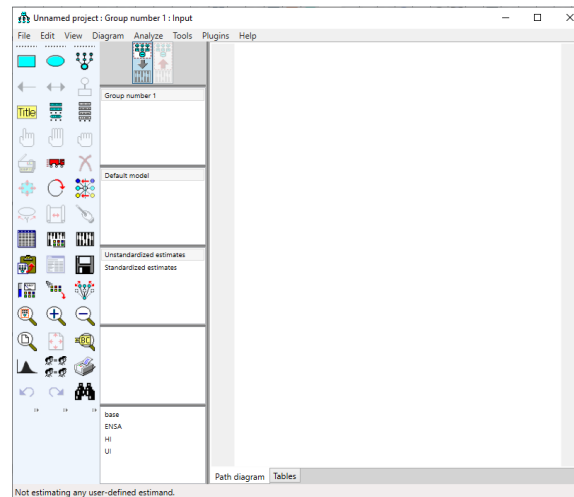 Unnamed project : Group number 1 : Input
File Edit View Diagram Analyze Tools Plugins Help
Title
Group number 1
Default model
Unstandardized estimates
Standardized estimates
base
ENSA
HI
UI
Path diagram Tables
Not estimating any user-defined estimand.